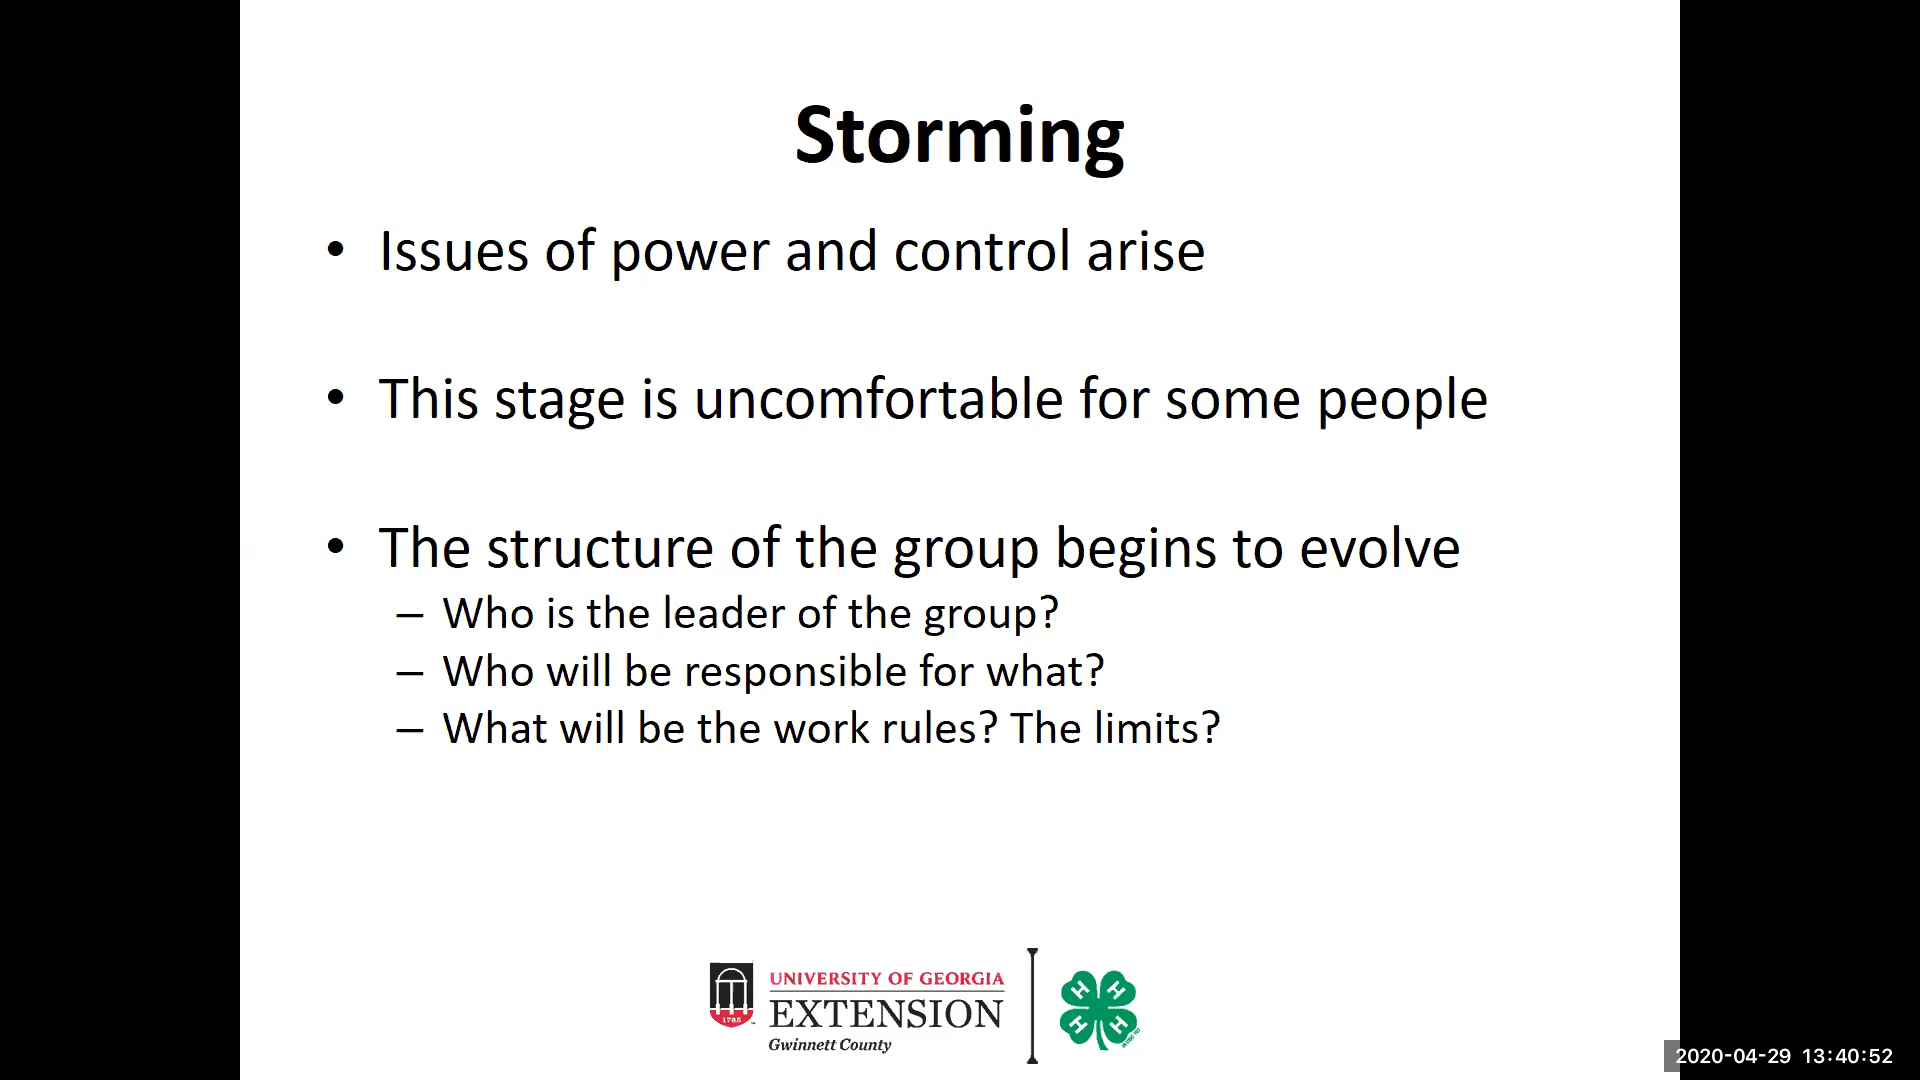 Storming
• Issues of power and control arise
• This stage is uncomfortable for some people
• The structure of the group begins to evolve
– Who is the leader of the group?
– Who will be responsible for what?
– What will be the work rules? The limits?
1785
UNIVERSITY OF GEORGIA
EXTENSION
Gwinnett County
H H H H
2020-04-29 13:40:52